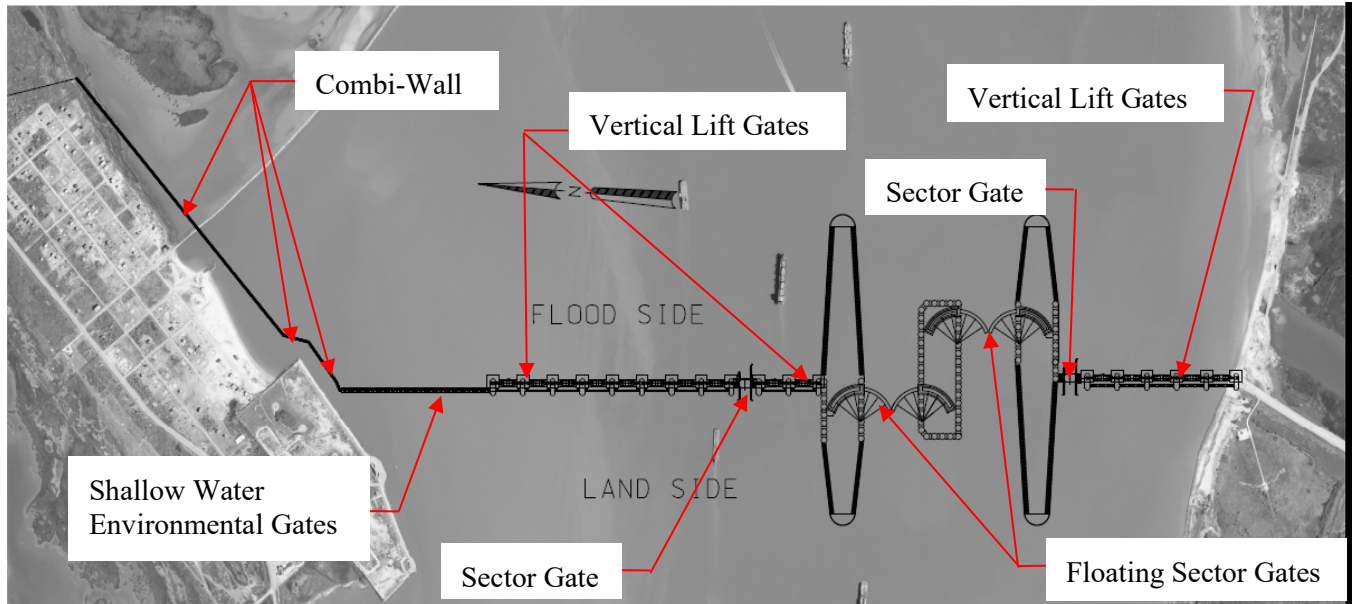 Combi-Wall
Vertical Lift Gates
Vertical Lift Gates
Sector Gate
N
FLOOD SIDE
LAND SIDE
Shallow Water
Environmental Gates
Sector Gate
Floating Sector Gates